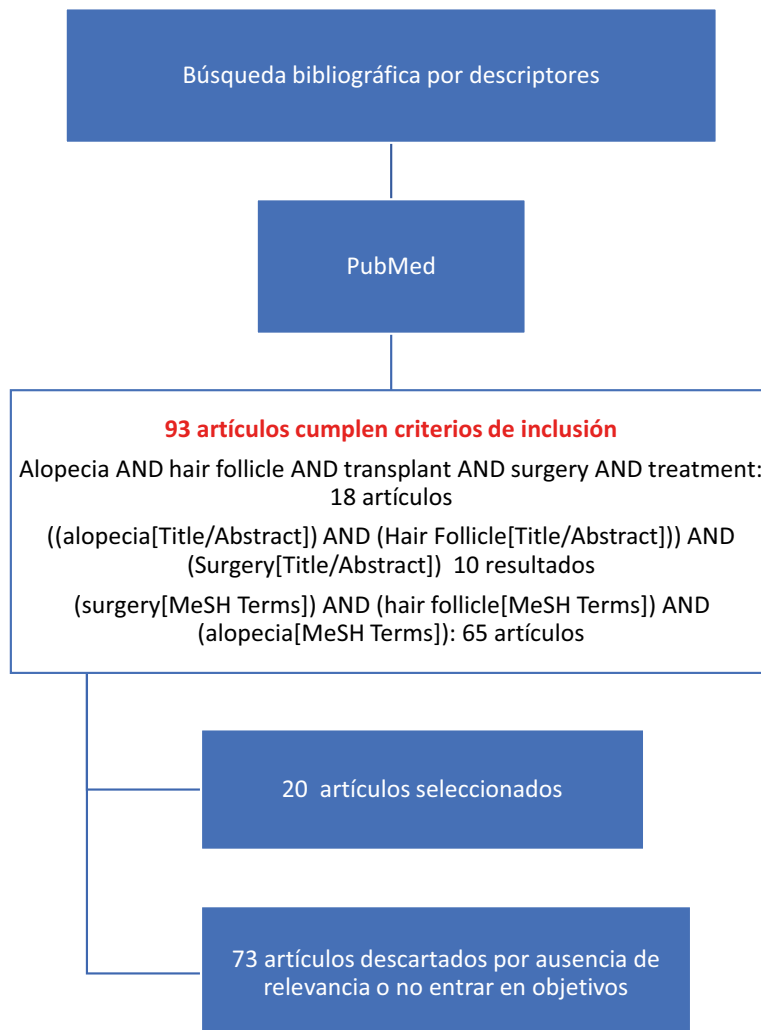 Búsqueda bibliográfica por descriptores
PubMed
93 artículos cumplen criterios de inclusión
Alopecia AND hair follicle AND transplant AND surgery AND treatment:
18 artículos
((alopecia[Title/Abstract]) AND (Hair Follicle[Title/Abstract])) AND
(Surgery[Title/Abstract]) 10 resultados
(surgery[MeSH Terms]) AND (hair follicle[MeSH Terms]) AND
(alopecia[MeSH Terms]): 65 artículos
20 artículos seleccionados
73 artículos descartados por ausencia de
relevancia o no entrar en objetivos